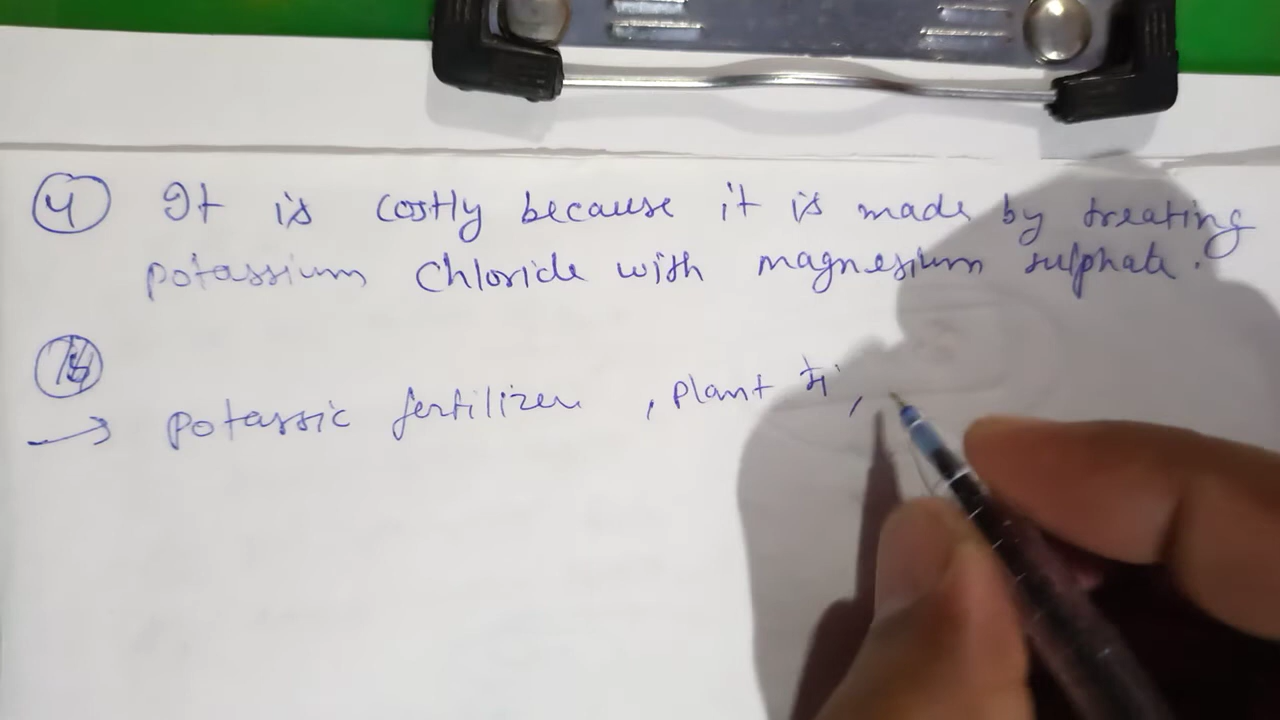 4 It is costly because it is made by treating
potassium chloride with magnesium sulphate.
→ Potassic fertilizer , Plant में ,